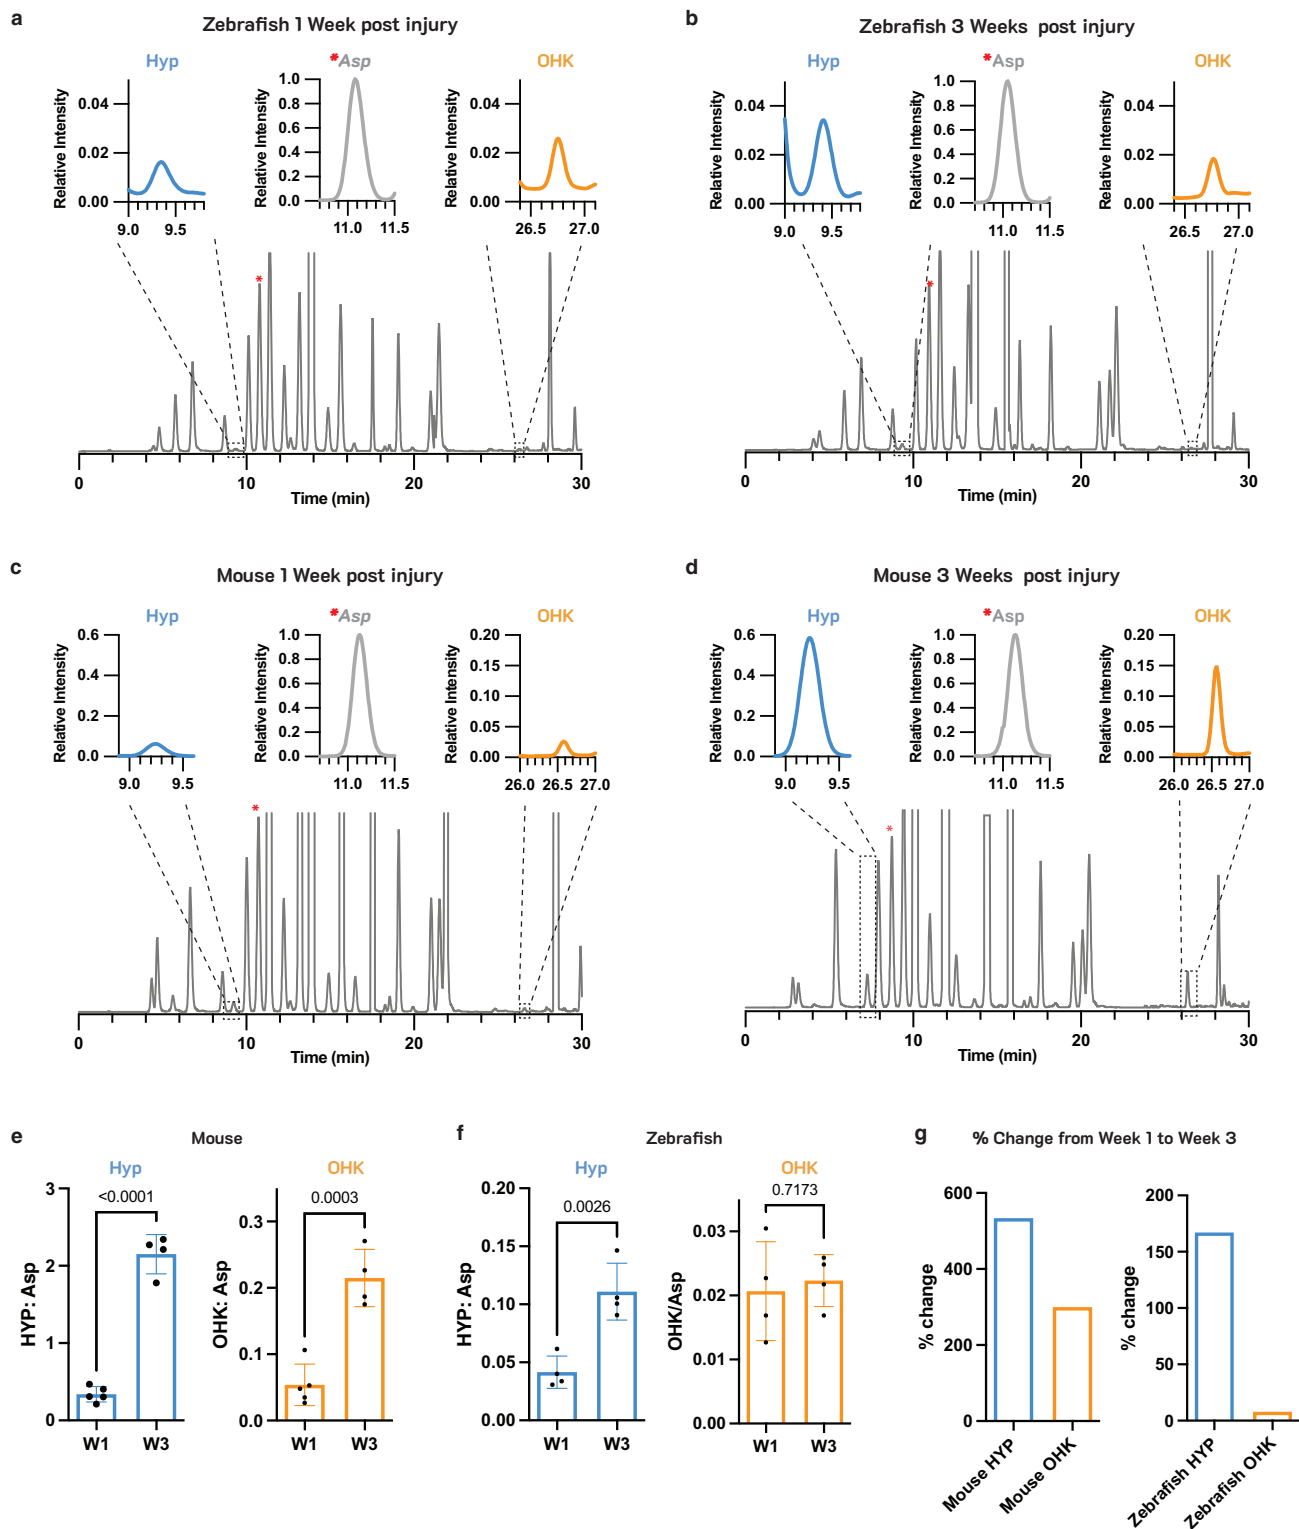 a
Zebrafish 1 Week post injury
Hyp
*Asp
OHK
Relative Intensity
0.04
0.02
0.00
9.0 9.5
Relative Intensity
1.0
0.8
0.6
0.4
0.2
0.0
11.0 11.5
Relative Intensity
0.04
0.02
0.00
26.5 27.0
*
0 10 20 30
Time (min)
b
Zebrafish 3 Weeks post injury
Hyp
*Asp
OHK
Relative Intensity
0.04
0.02
0.00
9.0 9.5
Relative Intensity
1.0
0.8
0.6
0.4
0.2
0.0
11.0 11.5
Relative Intensity
0.04
0.02
0.00
26.5 27.0
*
0 10 20 30
Time (min)
c
Mouse 1 Week post injury
Hyp
*Asp
OHK
Relative Intensity
0.6
0.4
0.2
0.0
9.0 9.5
Relative Intensity
1.0
0.8
0.6
0.4
0.2
0.0
11.0 11.5
Relative Intensity
0.20
0.15
0.10
0.05
0.00
26.0 26.5 27.0
*
0 10 20 30
Time (min)
d
Mouse 3 Weeks post injury
Hyp
*Asp
OHK
Relative Intensity
0.6
0.4
0.2
0.0
9.0 9.5
Relative Intensity
1.0
0.8
0.6
0.4
0.2
0.0
11.0 11.5
Relative Intensity
0.20
0.15
0.10
0.05
0.00
26.0 26.5 27.0
*
0 10 20 30
Time (min)
e
Mouse
Hyp
<0.0001
HYP: Asp
3
2
1
0
W1 W3
OHK
0.0003
OHK: Asp
0.3
0.2
0.1
0.0
W1 W3
f
Zebrafish
Hyp
0.0026
HYP: Asp
0.20
0.15
0.10
0.05
0.00
W1 W3
OHK
0.7173
OHK/Asp
0.03
0.02
0.01
0.00
W1 W3
g
% Change from Week 1 to Week 3
% change
600
400
200
0
Mouse HYP
Mouse OHK
% change
200
150
100
50
0
Zebrafish HYP
Zebrafish OHK